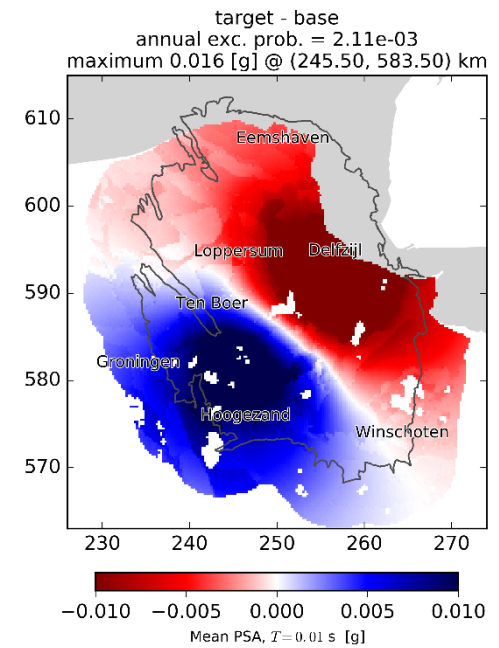 target - base
annual exc. prob. = 2.11e-03
maximum 0.016 [g] @ (245.50, 583.50) km
610
Eemshaven
600
Loppersum Delfzijl
590
Ten Boer
Groningen
580
Hoogezand
Winschoten
570
230 240 250 260 270
−0.010 −0.005 0.000 0.005 0.010
Mean PSA, T = 0.01 s [g]